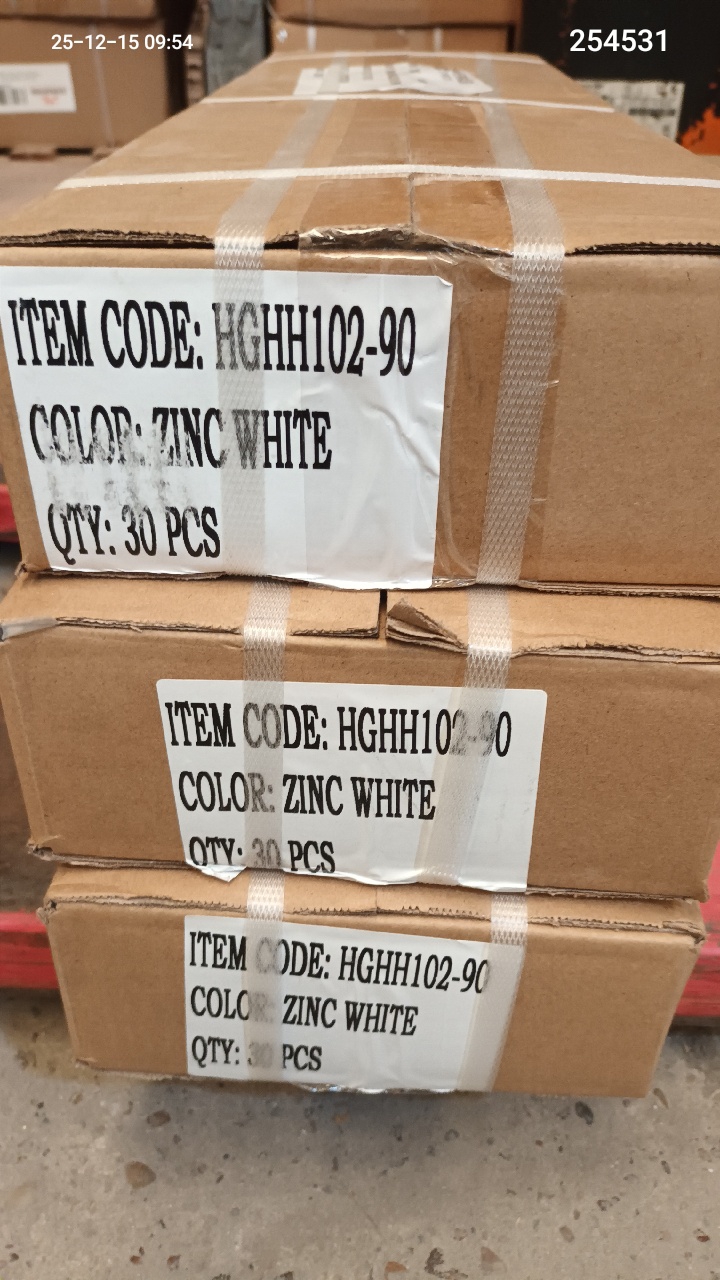 25-12-15 09:54
254531
ITEM CODE: HGHH102-90
COLOR: ZINC WHITE
QTY: 30 PCS
ITEM CODE: HGHH102-90
COLOR: ZINC WHITE
QTY: 30 PCS
ITEM CODE: HGHH102-90
COLOR: ZINC WHITE
QTY: 30 PCS